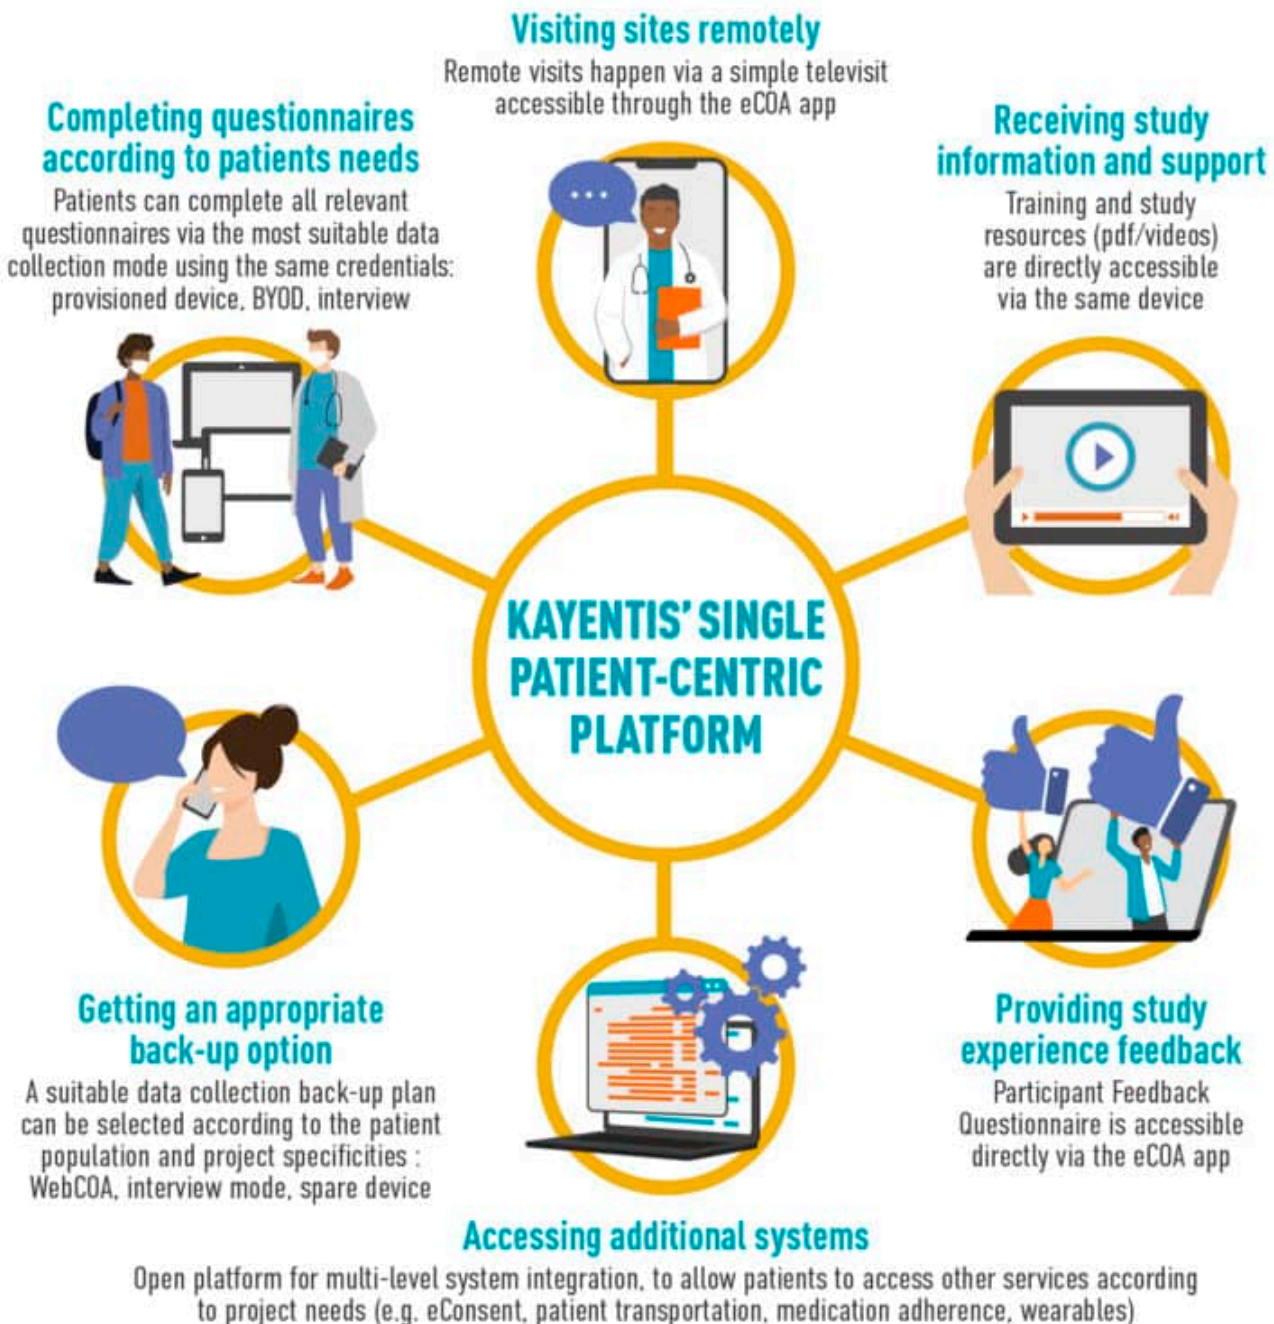 Visiting sites remotely
Remote visits happen via a simple televisit
accessible through the eCOA app
Completing questionnaires
according to patients needs
Patients can complete all relevant
questionnaires via the most suitable data
collection mode using the same credentials:
provisioned device, BYOD, interview
Receiving study
information and support
Training and study
resources (pdf/videos)
are directly accessible
via the same device
KAYENTIS' SINGLE
PATIENT-CENTRIC
PLATFORM
Getting an appropriate
back-up option
A suitable data collection back-up plan
can be selected according to the patient
population and project specificities :
WebCOA, interview mode, spare device
Providing study
experience feedback
Participant Feedback
Questionnaire is accessible
directly via the eCOA app
Accessing additional systems
Open platform for multi-level system integration, to allow patients to access other services according
to project needs (e.g. eConsent, patient transportation, medication adherence, wearables)